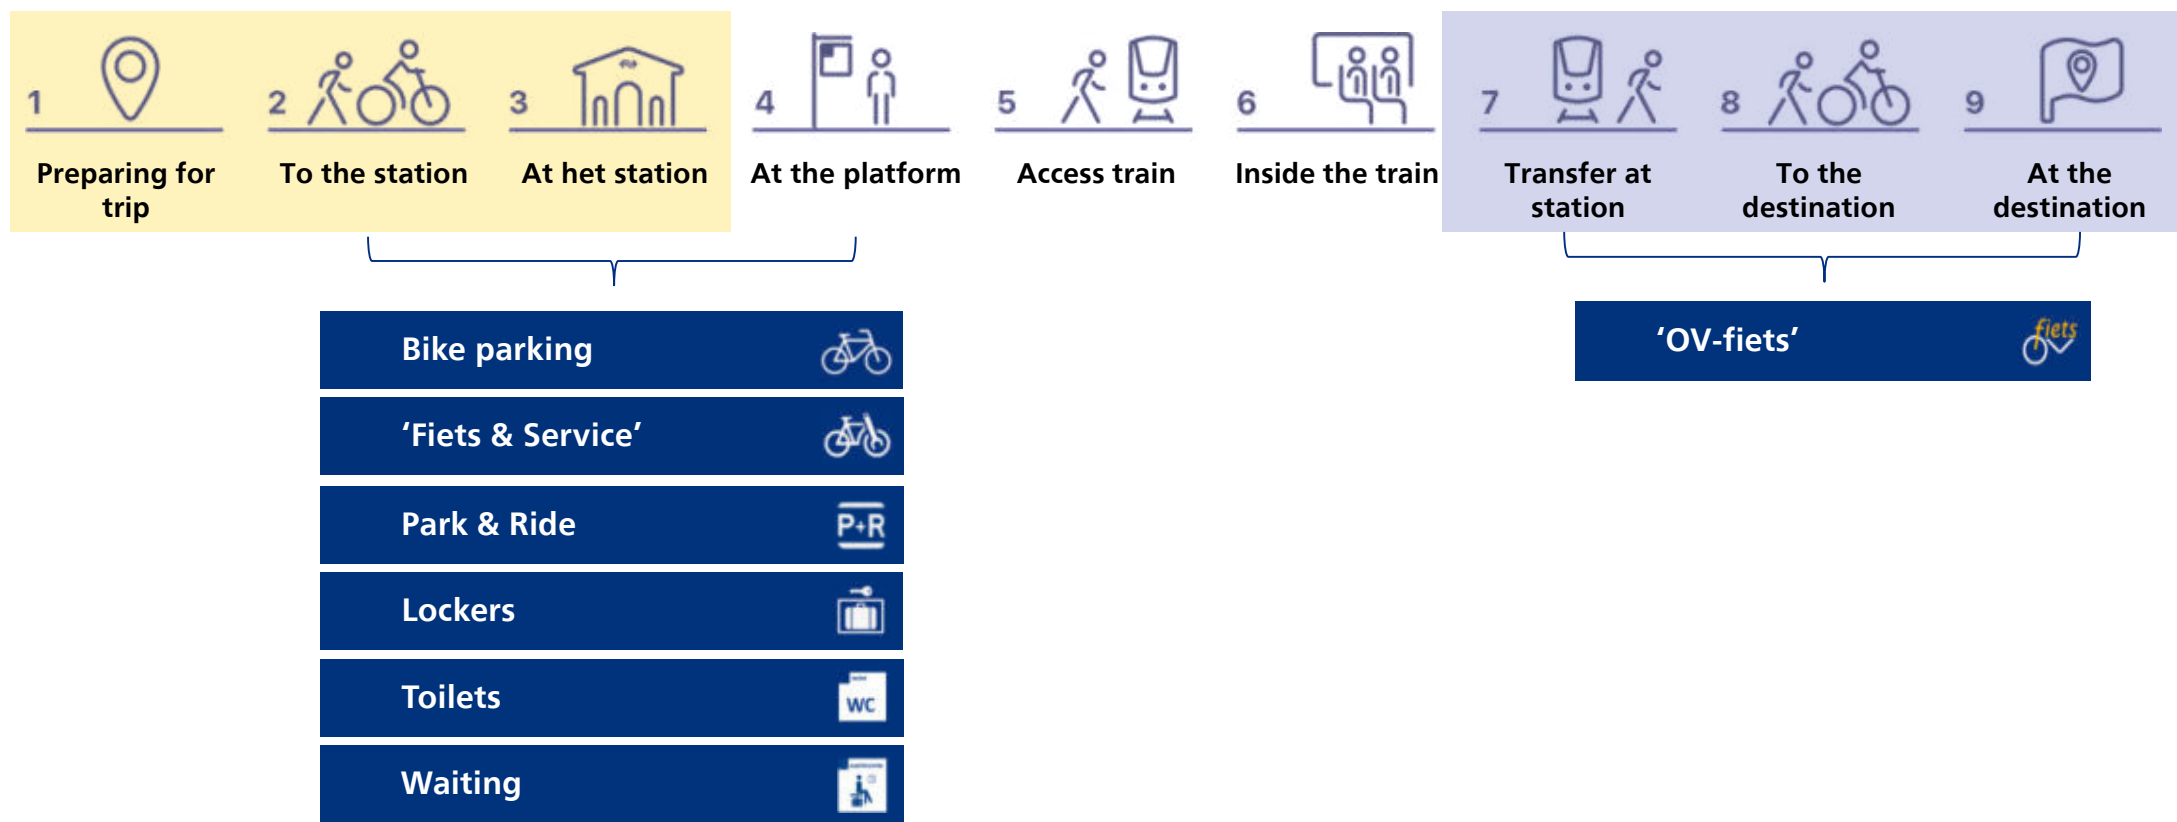 1
2
3
4
5
6
7
8
9
Preparing for
trip
To the station
At het station
At the platform
Access train
Inside the train
Transfer at
station
To the
destination
At the
destination
Bike parking
‘Fiets & Service’
Park & Ride
P+R
Lockers
Toilets
WC
Waiting
‘OV-fiets’
fiets